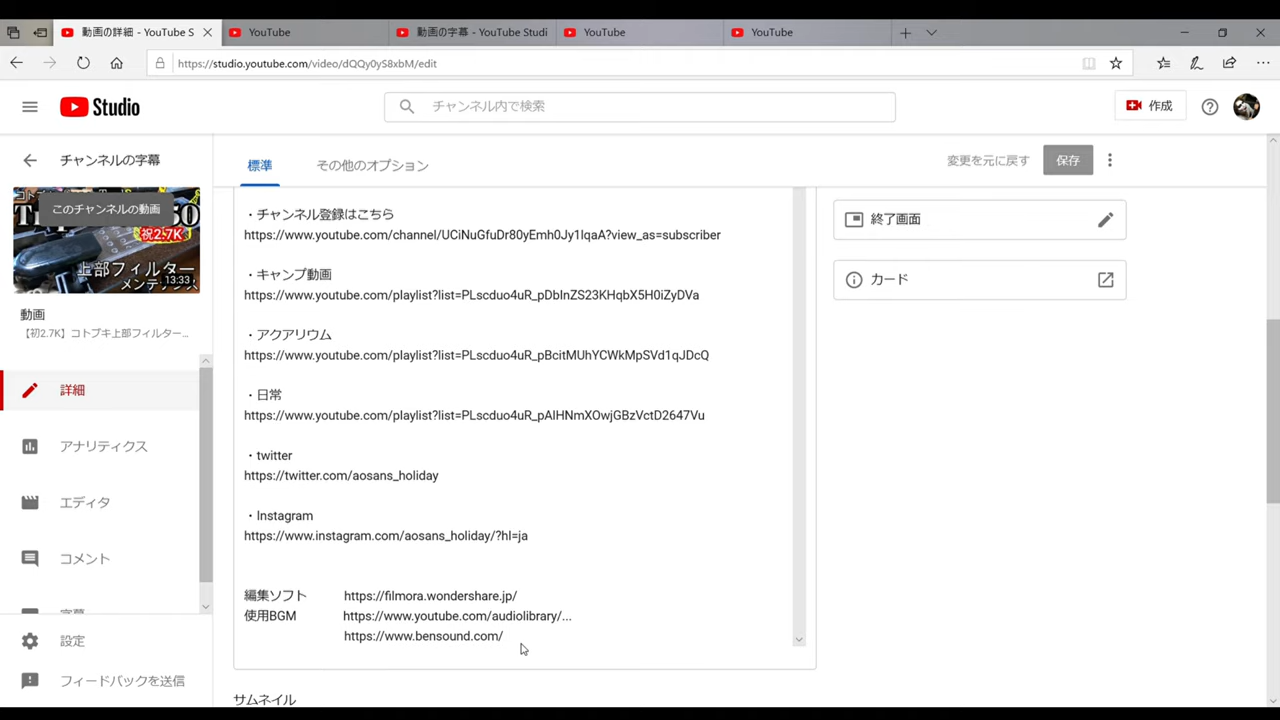 動画の詳細 - YouTube S
YouTube
動画の字幕 - YouTube Studi
YouTube
YouTube
https://studio.youtube.com/video/dQQy0yS8xbM/edit
Studio
チャンネル内で検索
作成
チャンネルの字幕
標準
その他のオプション
変更を元に戻す
保存
このチャンネルの動画
祝2.7K
上部フィルター
メンテナンス
13:33
動画
【初2.7K】コトブキ上部フィルター...
詳細
アナリティクス
エディタ
コメント
字幕
設定
フィードバックを送信
・チャンネル登録はこちら
https://www.youtube.com/channel/UCiNuGfuDr80yEmh0Jy1IqaA?view_as=subscriber
・キャンプ動画
https://www.youtube.com/playlist?list=PLscduo4uR_pDbInZS23KHqbX5H0iZyDVa
・アクアリウム
https://www.youtube.com/playlist?list=PLscduo4uR_pBcitMUhYCWkMpSVd1qJDcQ
・日常
https://www.youtube.com/playlist?list=PLscduo4uR_pAIHNmXOwjGBzVctD2647Vu
・twitter
https://twitter.com/aosans_holiday
・Instagram
https://www.instagram.com/aosans_holiday/?hl=ja
編集ソフト https://filmora.wondershare.jp/
使用BGM https://www.youtube.com/audiolibrary/...
https://www.bensound.com/
終了画面
カード
サムネイル